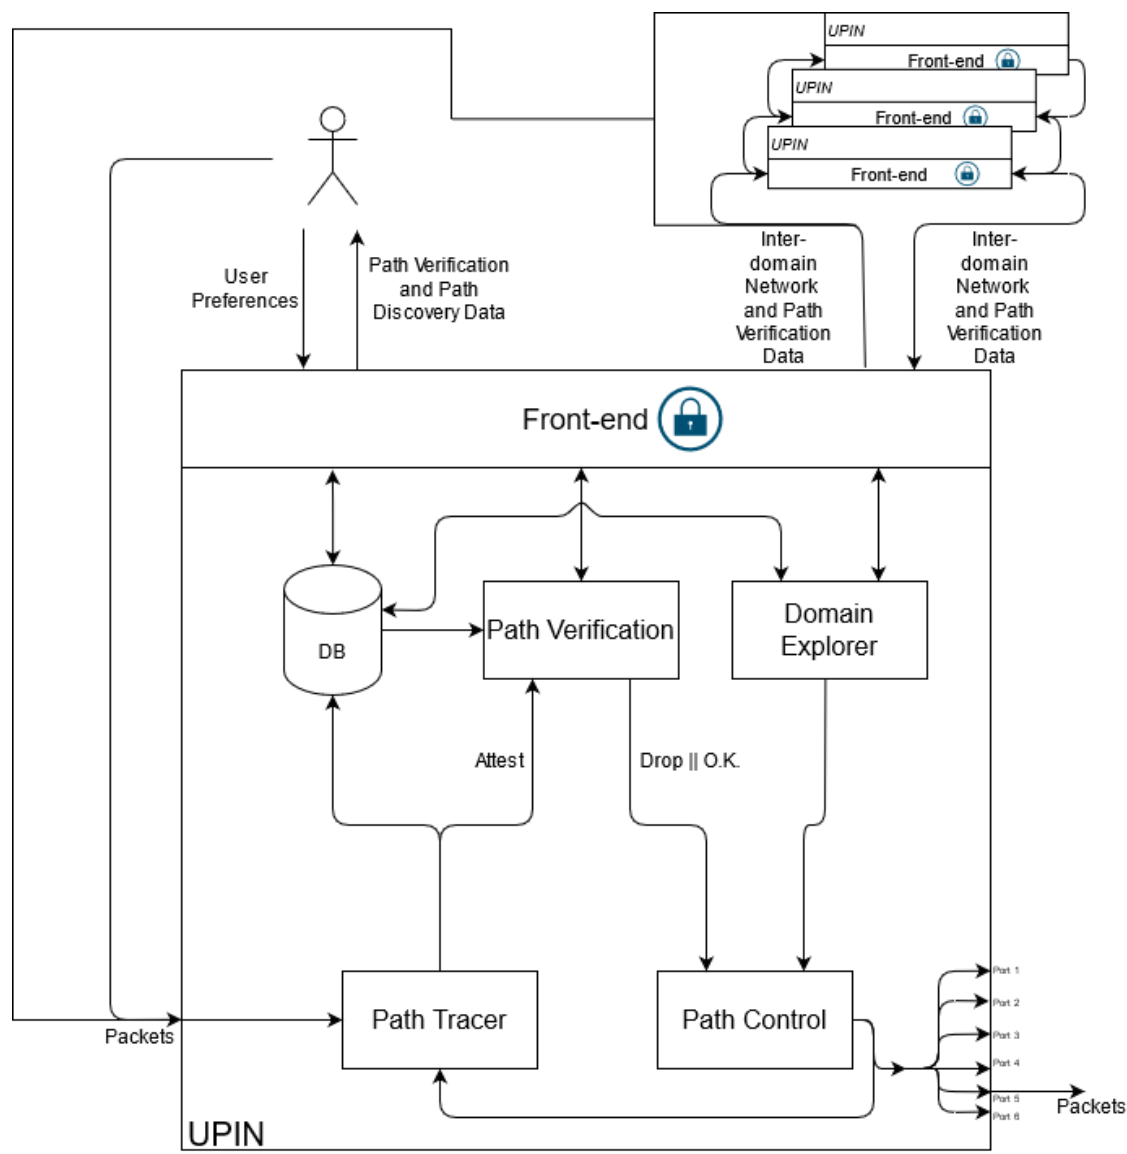 UPIN
Front-end
UPIN
Front-end
UPIN
Front-end
User
Preferences
Path Verification
and Path
Discovery Data
Inter-
domain
Network
and Path
Verification
Data
Inter-
domain
Network
and Path
Verification
Data
Front-end
DB
Path Verification
Domain
Explorer
Attest
Drop || O.K.
Path Tracer
Path Control
Packets
Port 1
Port 2
Port 3
Port 4
Port 5
Port 6
Packets
UPIN